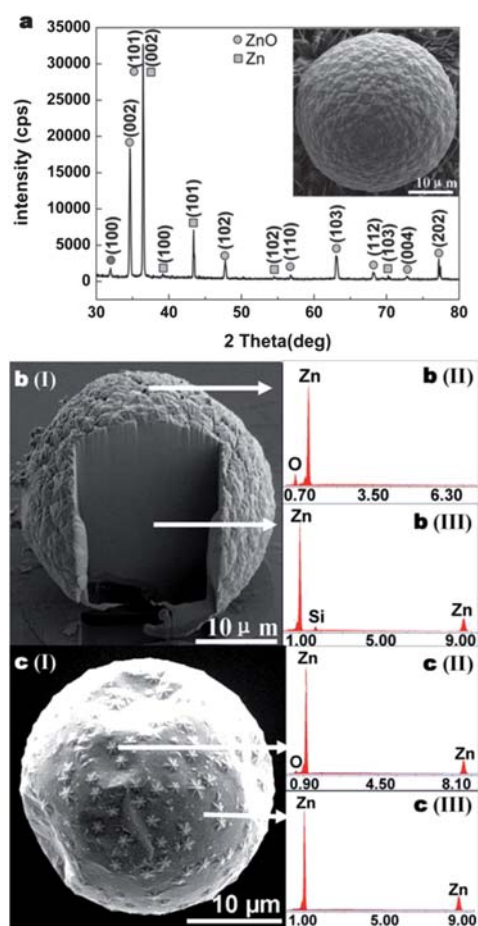 a
35000
30000
25000
20000
15000
10000
5000
0
intensity (cps)
ZnO
Zn
(100)
(002)
(101)
(002)
(100)
(101)
(102)
(102)
(110)
(103)
(112)
(103)
(004)
(202)
10 μm
30 40 50 60 70 80
2 Theta(deg)
b (I)
10 μm
b (II)
Zn
O
0.70 3.50 6.30
b (III)
Zn
Si
Zn
1.00 5.00 9.00
c (I)
10 μm
c (II)
Zn
O
Zn
0.90 4.50 8.10
c (III)
Zn
Zn
1.00 5.00 9.00